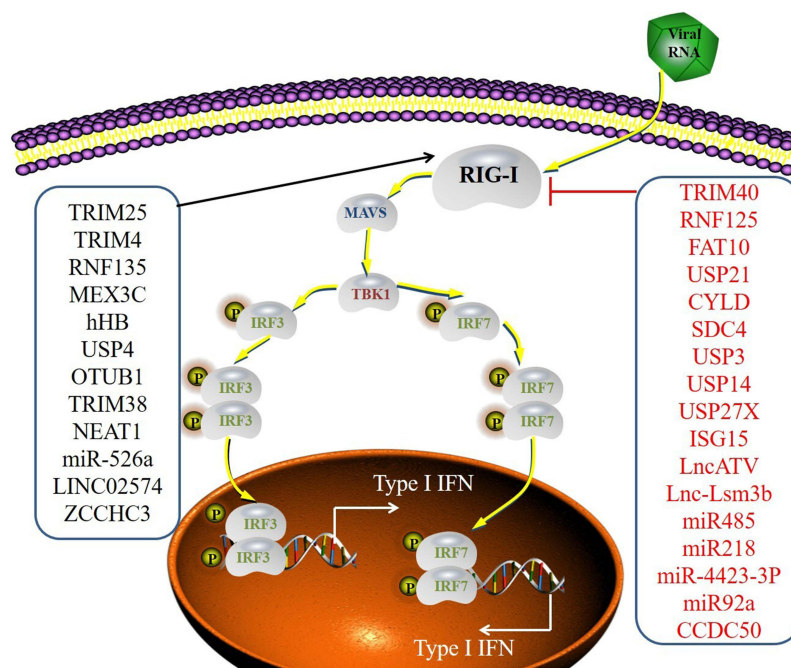 Viral
RNA
RIG-I
MAVS
TBK1
P
IRF3
P
IRF7
P
IRF3
P
IRF3
P
IRF7
P
IRF7
TRIM25
TRIM4
RNF135
MEX3C
hHB
USP4
OTUB1
TRIM38
NEAT1
miR-526a
LINC02574
ZCCHC3
TRIM40
RNF125
FAT10
USP21
CYLD
SDC4
USP3
USP14
USP27X
ISG15
LncATV
Lnc-Lsm3b
miR485
miR218
miR-4423-3P
miR92a
CCDC50
Type I IFN
P
IRF3
P
IRF3
P
IRF7
P
IRF7
Type I IFN